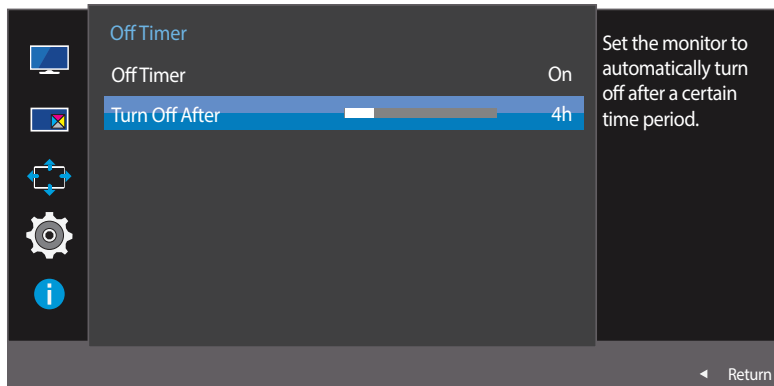 Off Timer
Off Timer On
Turn Off After 4h
Set the monitor to
automatically turn
off after a certain
time period.
i
◄ Return